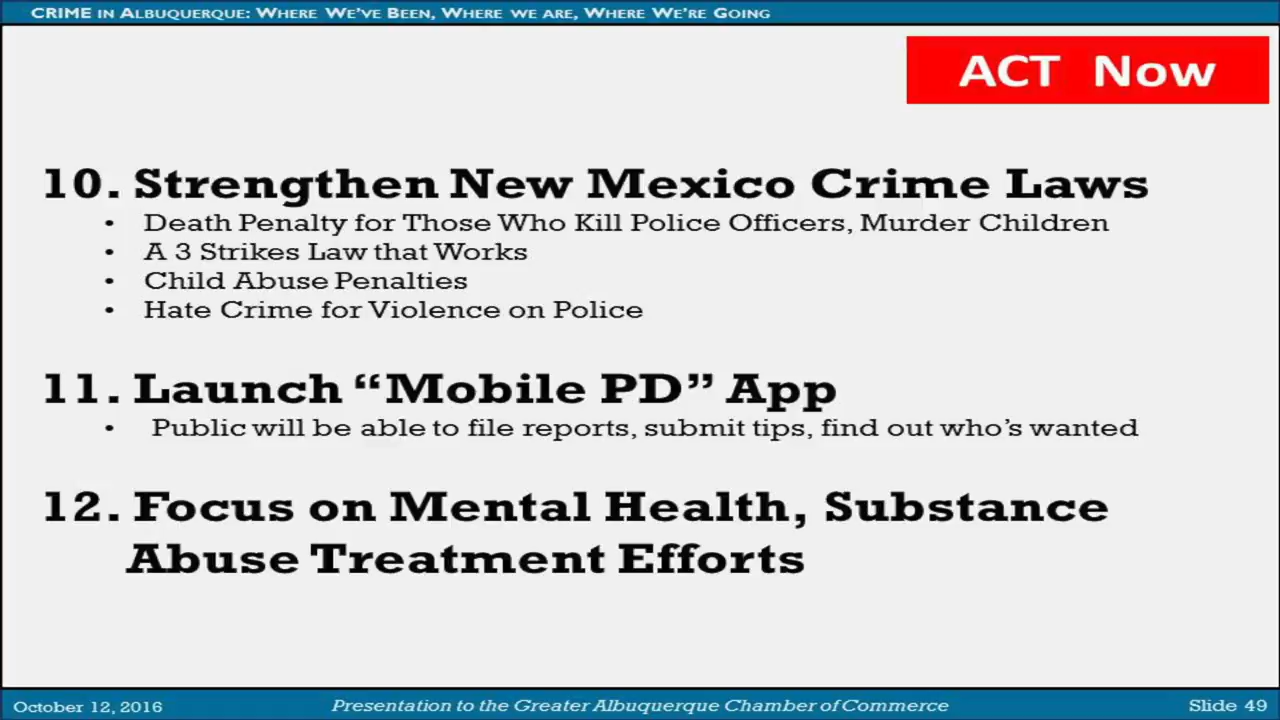 CRIME IN ALBUQUERQUE: WHERE WE'VE BEEN, WHERE WE ARE, WHERE WE'RE GOING
ACT Now
10. Strengthen New Mexico Crime Laws
• Death Penalty for Those Who Kill Police Officers, Murder Children
• A 3 Strikes Law that Works
• Child Abuse Penalties
• Hate Crime for Violence on Police
11. Launch “Mobile PD” App
• Public will be able to file reports, submit tips, find out who’s wanted
12. Focus on Mental Health, Substance
Abuse Treatment Efforts
October 12, 2016 Presentation to the Greater Albuquerque Chamber of Commerce Slide 49